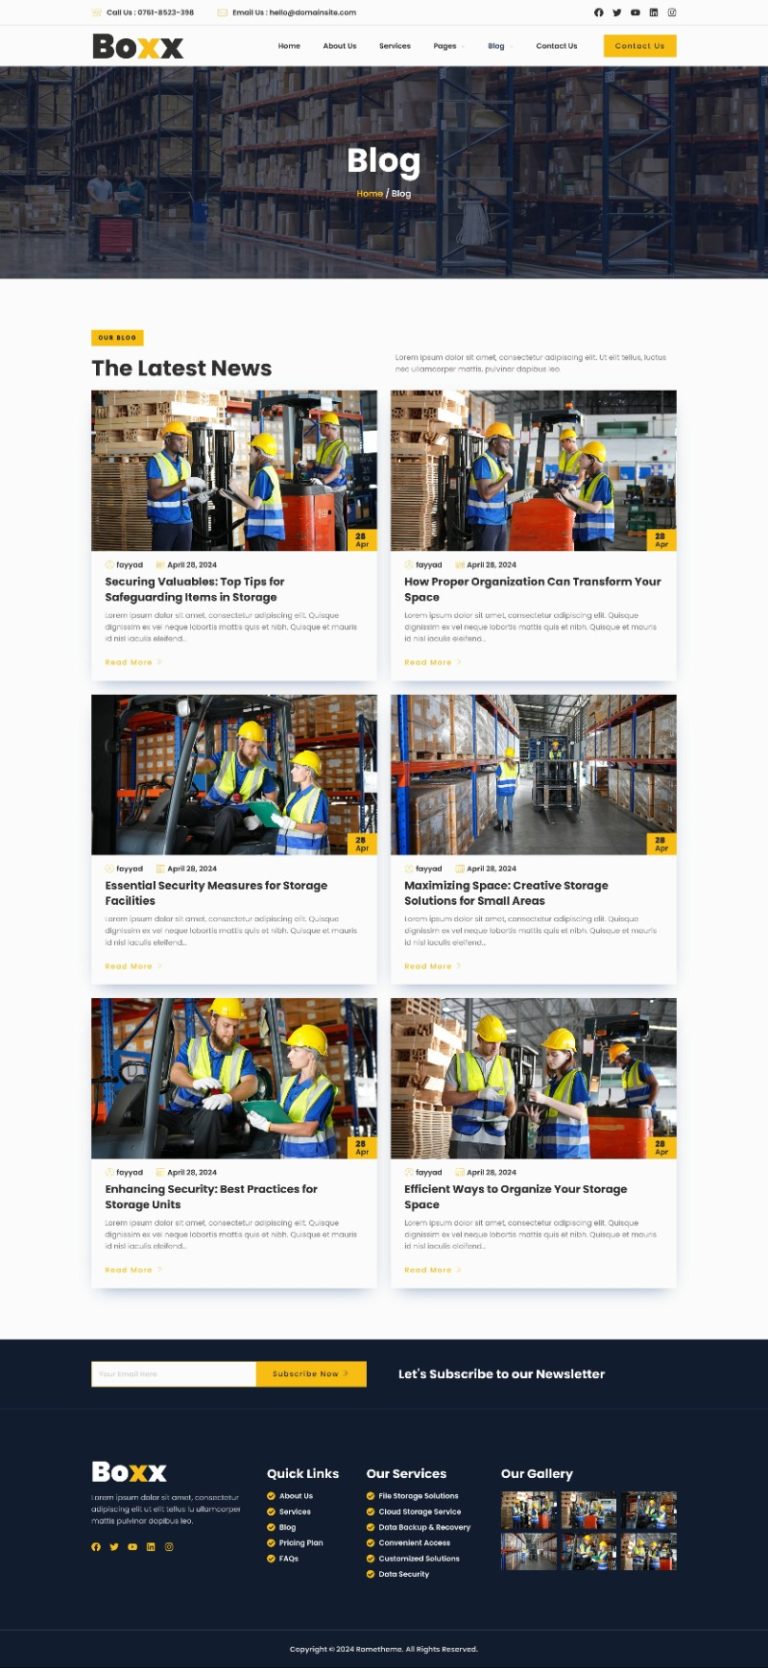 Call Us : 0761-8523-398
Email Us : hello@domainsite.com
Boxx
Home
About Us
Services
Pages
Blog
Contact Us
Contact Us
Blog
Home / Blog
OUR BLOG
The Latest News
Lorem ipsum dolor sit amet, consectetur adipiscing elit. Ut elit tellus, luctus
nec ullamcorper mattis, pulvinar dapibus leo.
28
Apr
fayyad
April 28, 2024
Securing Valuables: Top Tips for
Safeguarding Items in Storage
Lorem ipsum dolor sit amet, consectetur adipiscing elit. Quisque
dignissim ex vel neque lobortis mattis quis et nibh. Quisque et mauris
id nisl iaculis eleifend...
Read More
28
Apr
fayyad
April 28, 2024
How Proper Organization Can Transform Your
Space
Lorem ipsum dolor sit amet, consectetur adipiscing elit. Quisque
dignissim ex vel neque lobortis mattis quis et nibh. Quisque et mauris
id nisl iaculis eleifend...
Read More
28
Apr
fayyad
April 28, 2024
Essential Security Measures for Storage
Facilities
Lorem ipsum dolor sit amet, consectetur adipiscing elit. Quisque
dignissim ex vel neque lobortis mattis quis et nibh. Quisque et mauris
id nisl iaculis eleifend...
Read More
28
Apr
fayyad
April 28, 2024
Maximizing Space: Creative Storage
Solutions for Small Areas
Lorem ipsum dolor sit amet, consectetur adipiscing elit. Quisque
dignissim ex vel neque lobortis mattis quis et nibh. Quisque et mauris
id nisl iaculis eleifend...
Read More
28
Apr
fayyad
April 28, 2024
Enhancing Security: Best Practices for
Storage Units
Lorem ipsum dolor sit amet, consectetur adipiscing elit. Quisque
dignissim ex vel neque lobortis mattis quis et nibh. Quisque et mauris
id nisl iaculis eleifend...
Read More
28
Apr
fayyad
April 28, 2024
Efficient Ways to Organize Your Storage
Space
Lorem ipsum dolor sit amet, consectetur adipiscing elit. Quisque
dignissim ex vel neque lobortis mattis quis et nibh. Quisque et mauris
id nisl iaculis eleifend...
Read More
Your Email Here
Subscribe Now
Let's Subscribe to our Newsletter
Boxx
Lorem ipsum dolor sit amet, consectetur
adipiscing elit ut elit tellus lu ullamcorper
mattis pulvinar dapibus leo.
Quick Links
About Us
Services
Blog
Pricing Plan
FAQs
Our Services
File Storage Solutions
Cloud Storage Service
Data Backup & Recovery
Convenient Access
Customized Solutions
Data Security
Our Gallery
Copyright © 2024 Rometheme. All Rights Reserved.